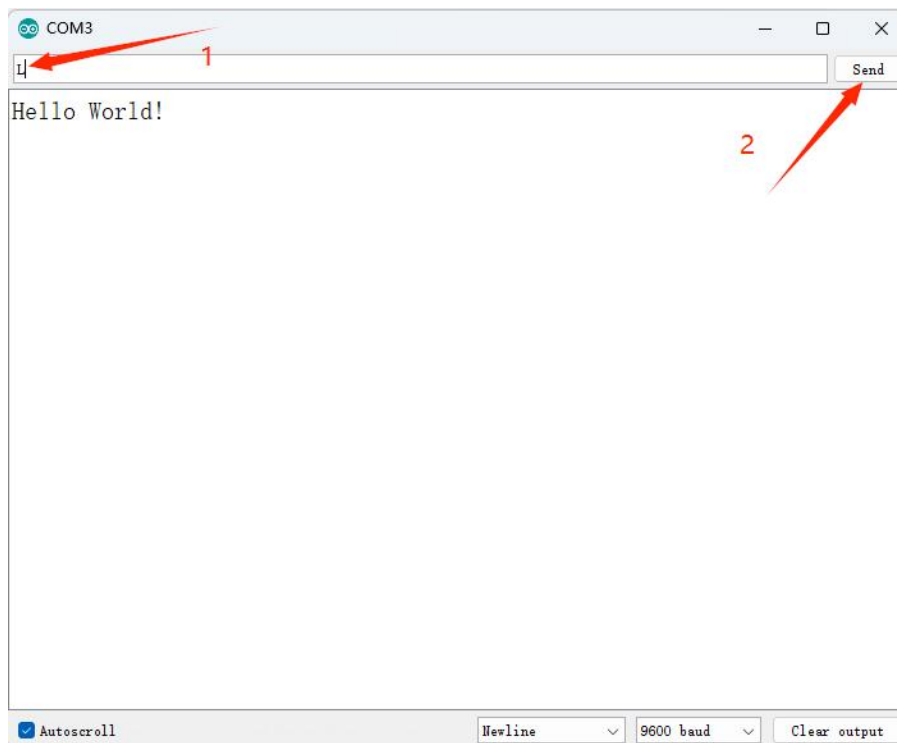 COM3
1
L
Send
Hello World!
2
Autoscroll
Newline
9600 baud
Clear output